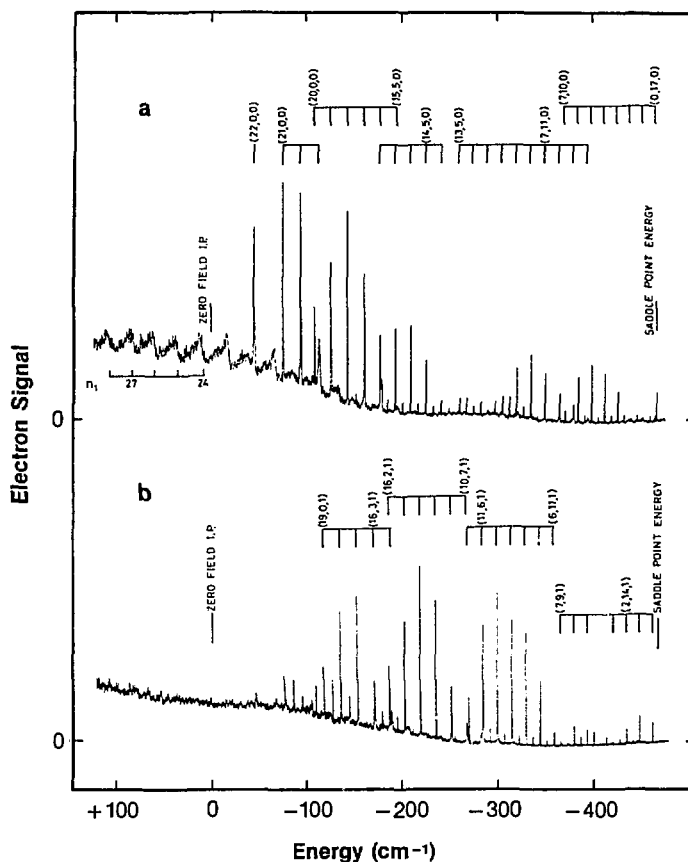 a
(22,0,0)
(21,0,0)
(20,0,0)
(15,5,0)
(14,5,0)
(13,5,0)
(7,11,0)
(7,10,0)
(0,17,0)
ZERO FIELD I.P.
SADDLE POINT ENERGY
n₁
27
24
0
Electron Signal
b
(19,0,1)
(16,3,1)
(16,2,1)
(10,7,1)
(11,6,1)
(6,11,1)
(7,9,1)
(2,14,1)
ZERO FIELD I.P.
SADDLE POINT ENERGY
0
+100 0 -100 -200 -300 -400
Energy (cm⁻¹)